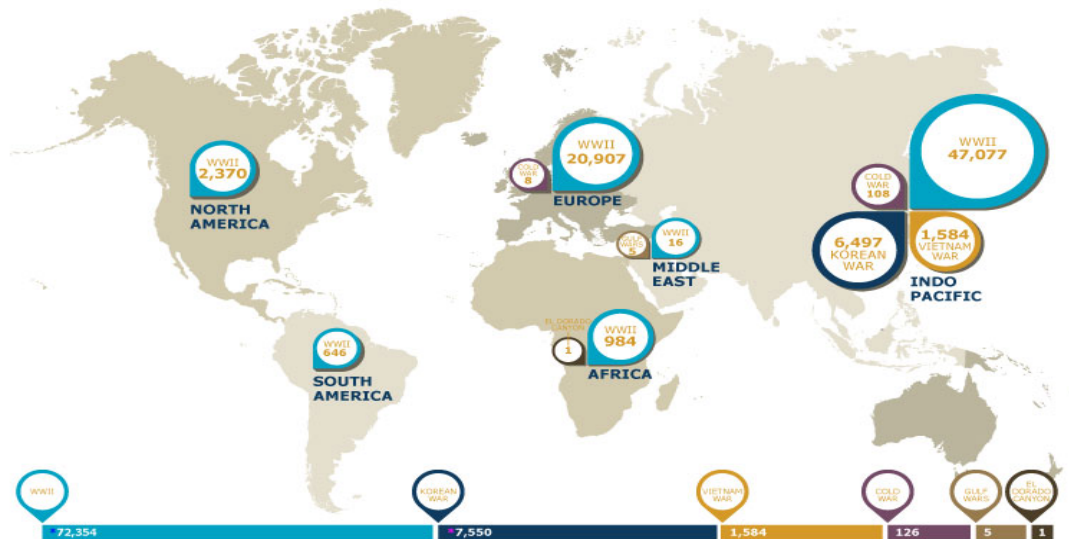 WWII
2,370
NORTH
AMERICA
COLD
WAR
8
WWII
20,907
EUROPE
GULF
WARS
5
WWII
16
MIDDLE
EAST
WWII
47,077
COLD
WAR
108
6,497
KOREAN
WAR
1,584
VIETNAM
WAR
INDO
PACIFIC
WWII
646
SOUTH
AMERICA
EL DORADO
CANYON
1
WWII
984
AFRICA
WWII
KOREAN
WAR
VIETNAM
WAR
COLD
WAR
GULF
WARS
EL
DORADO
CANYON
*72,354
*7,550
1,584
126
5
1